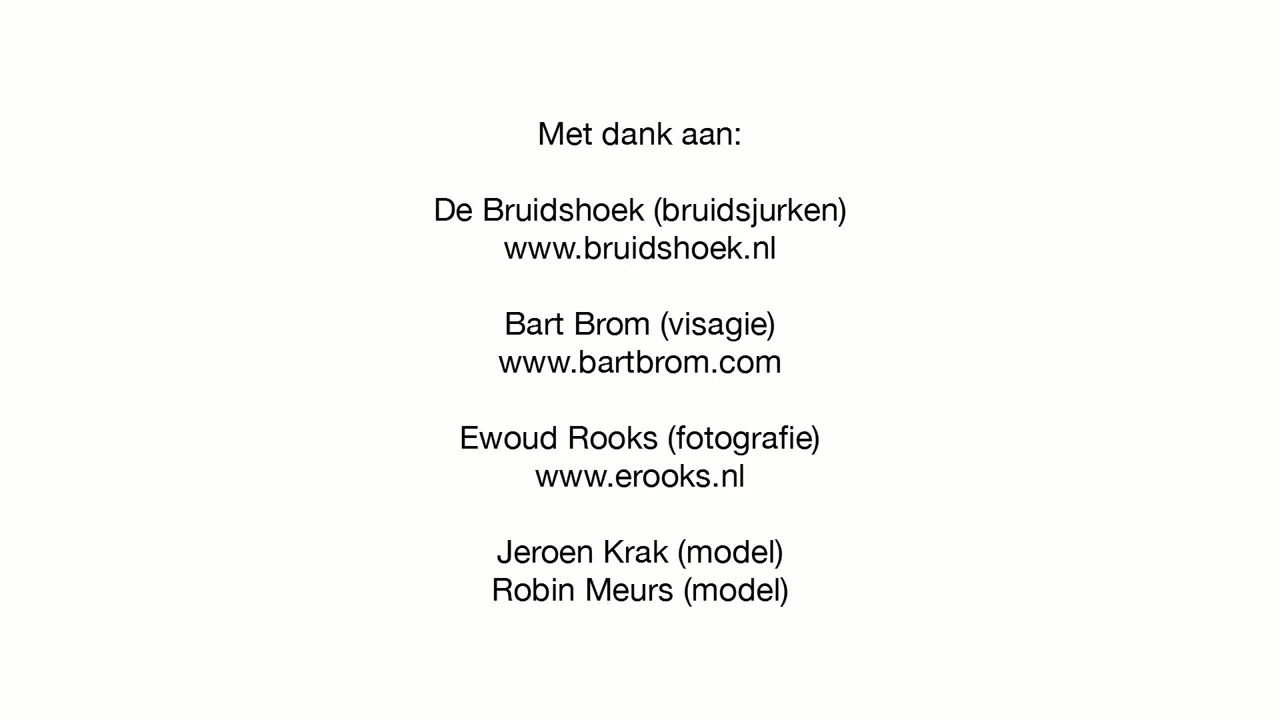 Met dank aan:
De Bruidshoek (bruidsjurken)
www.bruidshoek.nl
Bart Brom (visagie)
www.bartbrom.com
Ewoud Rooks (fotografie)
www.erooks.nl
Jeroen Krak (model)
Robin Meurs (model)